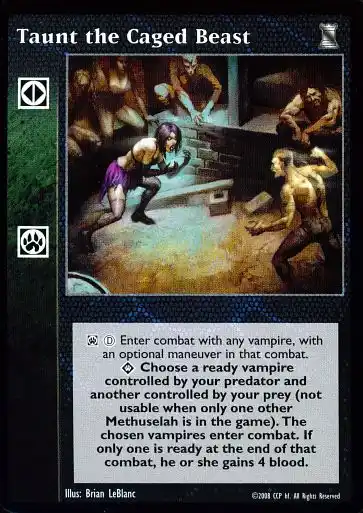 Taunt the Caged Beast
Ⓓ Enter combat with any vampire, with
an optional maneuver in that combat.
Choose a ready vampire
controlled by your predator and
another controlled by your prey (not
usable when only one other
Methuselah is in the game). The
chosen vampires enter combat. If
only one is ready at the end of that
combat, he or she gains 4 blood.
Illus: Brian LeBlanc
©2008 CCP hf. All Rights Reserved